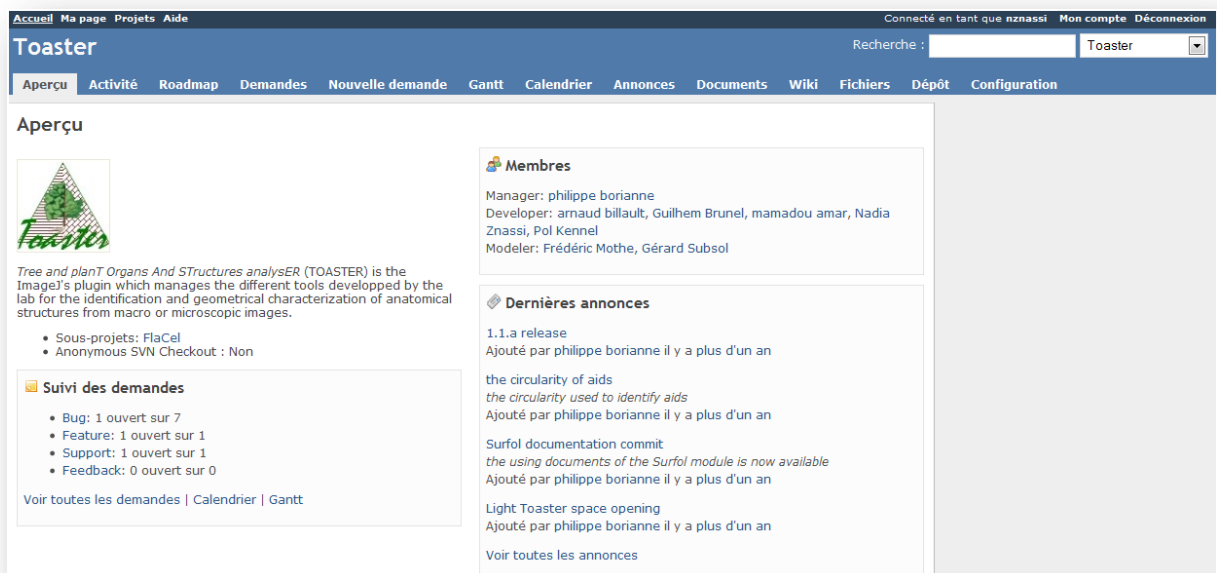 Accueil Ma page Projets Aide
Connecté en tant que nznassi Mon compte Déconnexion
Toaster
Recherche :
Toaster
Aperçu Activité Roadmap Demandes Nouvelle demande Gantt Calendrier Annonces Documents Wiki Fichiers Dépôt Configuration
Aperçu
Toaster
Tree and planT Organs And STructures analysER (TOASTER) is the
ImageJ's plugin which manages the different tools developped by the
lab for the identification and geometrical characterization of anatomical
structures from macro or microscopic images.
• Sous-projets: FlaCel
• Anonymous SVN Checkout : Non
Suivi des demandes
• Bug: 1 ouvert sur 7
• Feature: 1 ouvert sur 1
• Support: 1 ouvert sur 1
• Feedback: 0 ouvert sur 0
Voir toutes les demandes | Calendrier | Gantt
Membres
Manager: philippe borianne
Developer: arnaud billault, Guilhem Brunel, mamadou amar, Nadia
Znassi, Pol Kennel
Modeler: Frédéric Mothe, Gérard Subsol
Dernières annonces
1.1.a release
Ajouté par philippe borianne il y a plus d'un an
the circularity of aids
the circularity used to identify aids
Ajouté par philippe borianne il y a plus d'un an
Surfol documentation commit
the using documents of the Surfol module is now available
Ajouté par philippe borianne il y a plus d'un an
Light Toaster space opening
Ajouté par philippe borianne il y a plus d'un an
Voir toutes les annonces